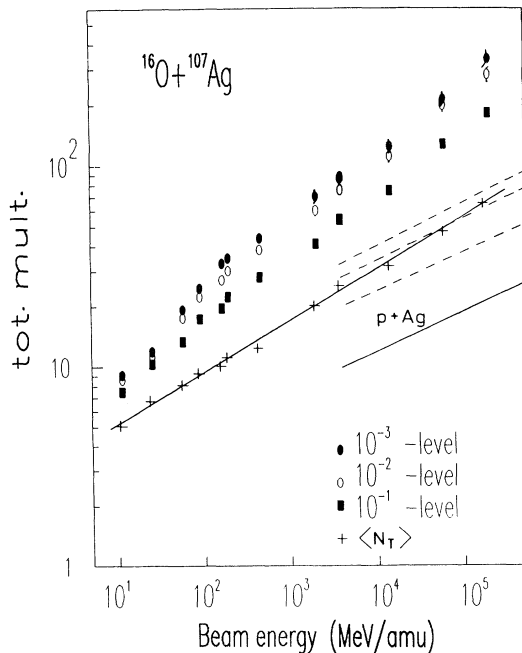 ¹⁶O+¹⁰⁷Ag
tot. mult.
10²
10
1
p+Ag
10⁻³ -level
10⁻² -level
10⁻¹ -level
<N_T>
10¹ 10² 10³ 10⁴ 10⁵
Beam energy (MeV/amu)